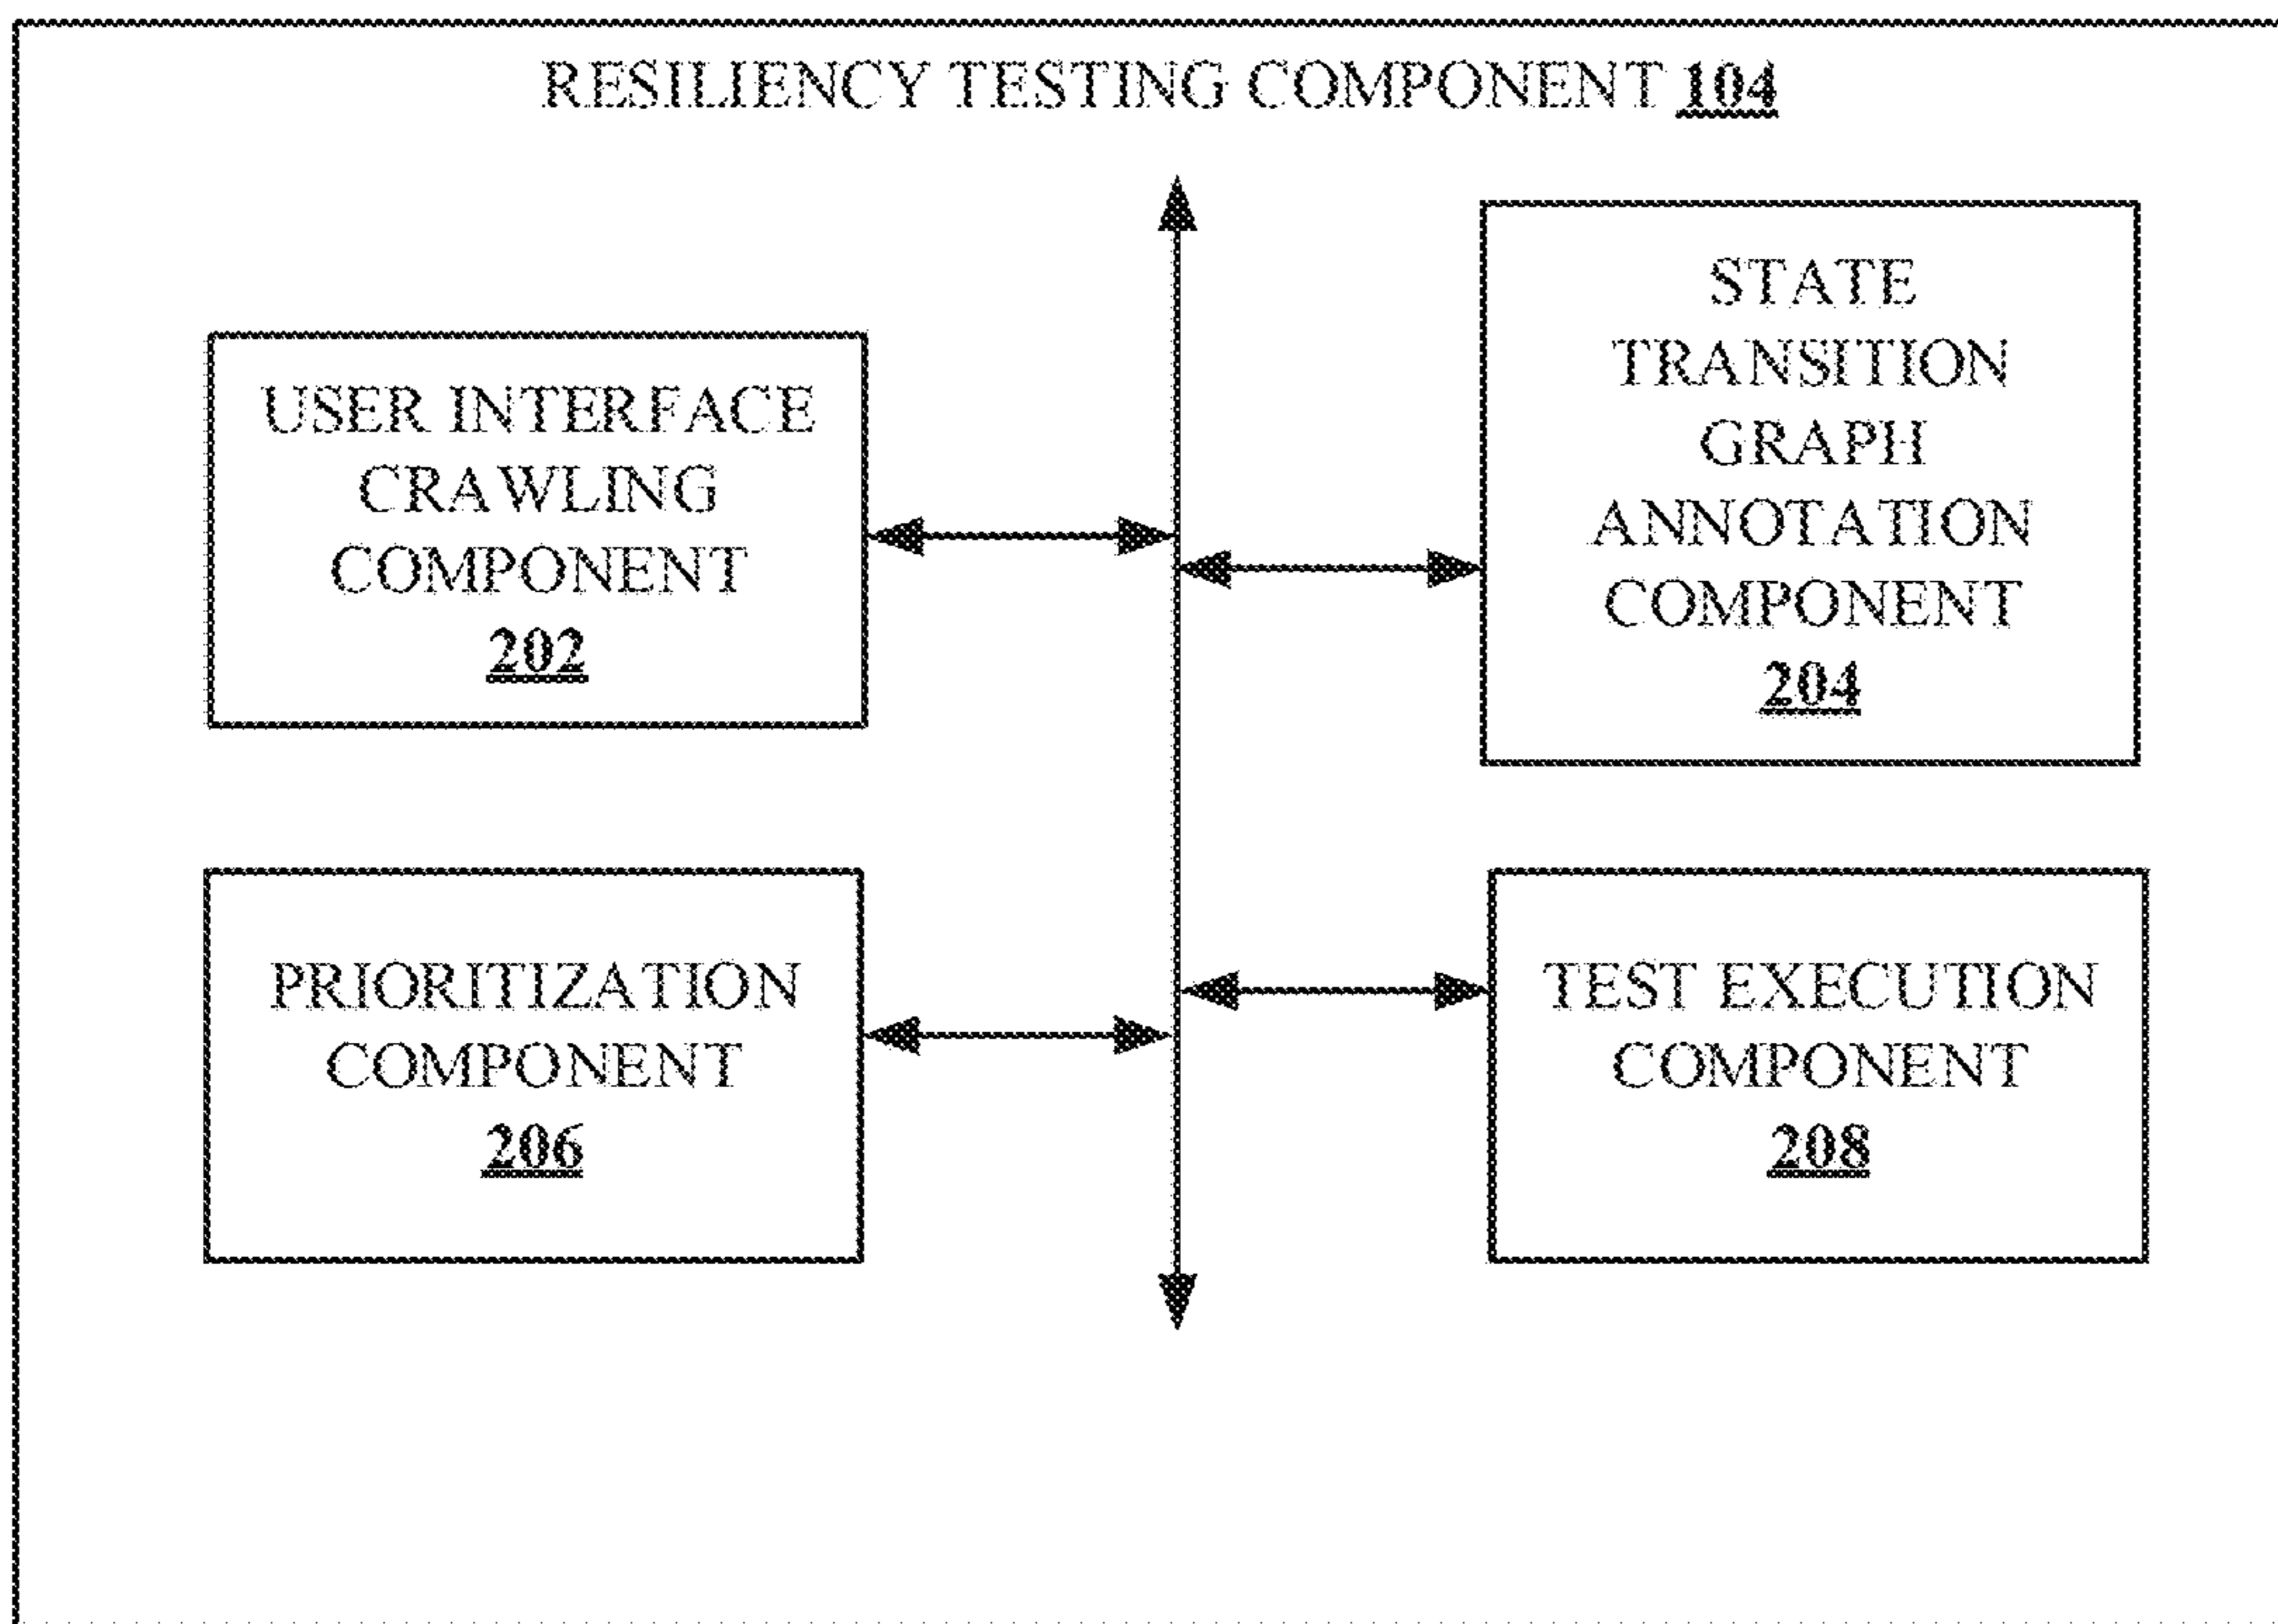 RESILIENCY TESTING COMPONENT 104
USER INTERFACE
CRAWLING
COMPONENT
202
STATE
TRANSITION
GRAPH
ANNOTATION
COMPONENT
204
PRIORITIZATION
COMPONENT
206
TEST EXECUTION
COMPONENT
208